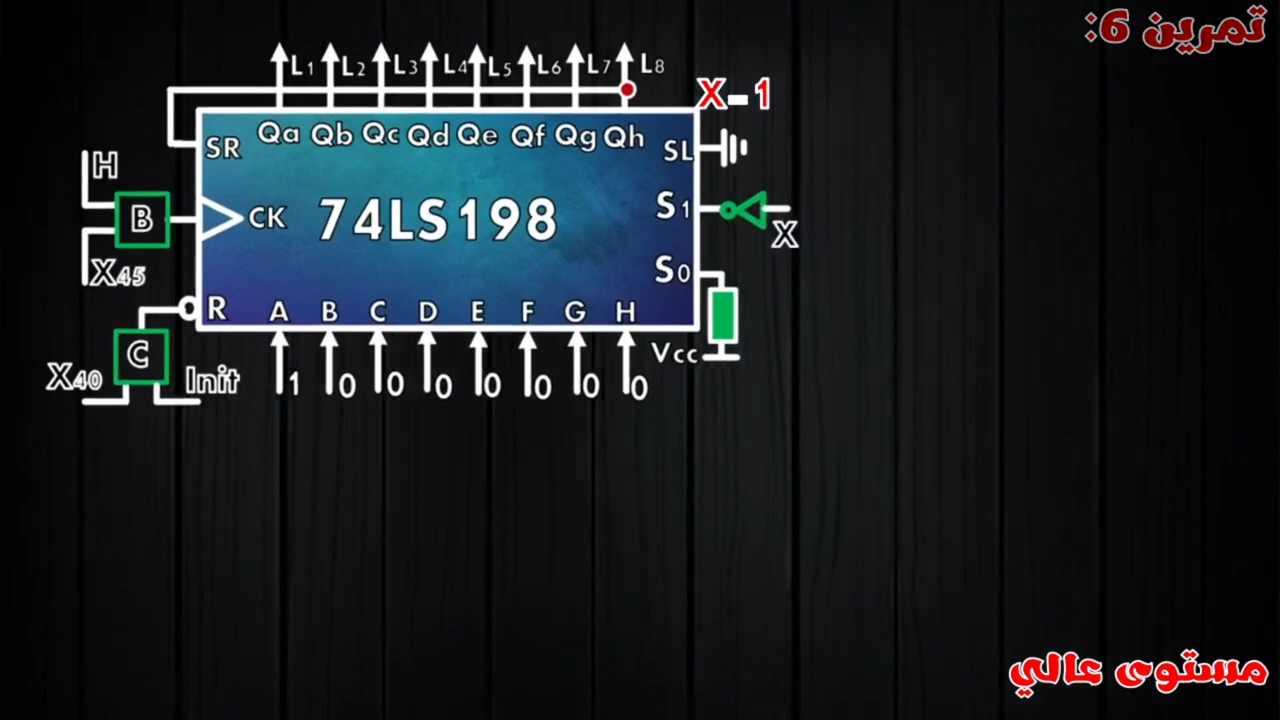 تمرين 6:
L1 L2 L3 L4 L5 L6 L7 L8
X-1
SR Qa Qb Qc Qd Qe Qf Qg Qh SL
H
B
X45
CK 74LS198
S1
X
S0
R A B C D E F G H
C
X40 Init
1 0 0 0 0 0 0 0
Vcc
مستوى عالي